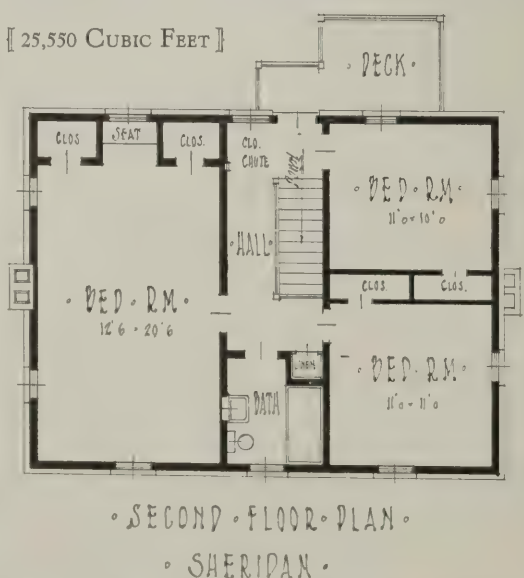 [25,550 CUBIC FEET]
· DECK ·
CLOS
SEAT
CLOS.
CLO.
CHUTE
· BED · RM ·
11'0 - 10'0
· HALL ·
CLOS.
CLOS.
· BED · RM ·
12'6 - 20'6
· BED · RM ·
11'0 - 11'0
LINEN
BATH
· SECOND · FLOOR · PLAN ·
· SHERIDAN ·